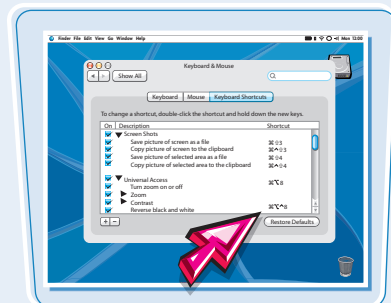 Finder File Edit View Go Window Help Mon 12:00
Keyboard & Mouse
Show All
Keyboard Mouse Keyboard Shortcuts
To change a shortcut, double-click the shortcut and hold down the new keys.
On Description Shortcut
Screen Shots
Save picture of screen as a file ⌘⇧3
Copy picture of screen to the clipboard ⌘^⇧3
Save picture of selected area as a file ⌘⇧4
Copy picture of selected area to the clipboard ⌘^⇧4
Universal Access
Turn zoom on or off ⌘⌥8
Zoom
Contrast
Reverse black and white ⌘⌥^8
+ - Restore Defaults